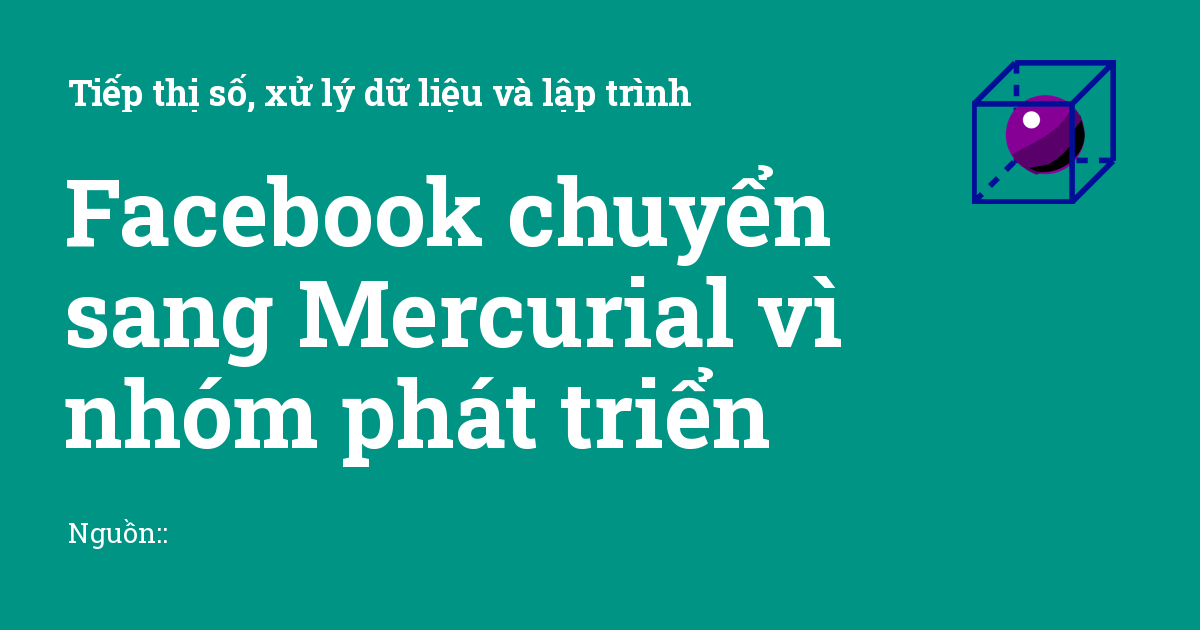 Tiếp thị số, xử lý dữ liệu và lập trình
Facebook chuyển
sang Mercurial vì
nhóm phát triển
Nguồn::